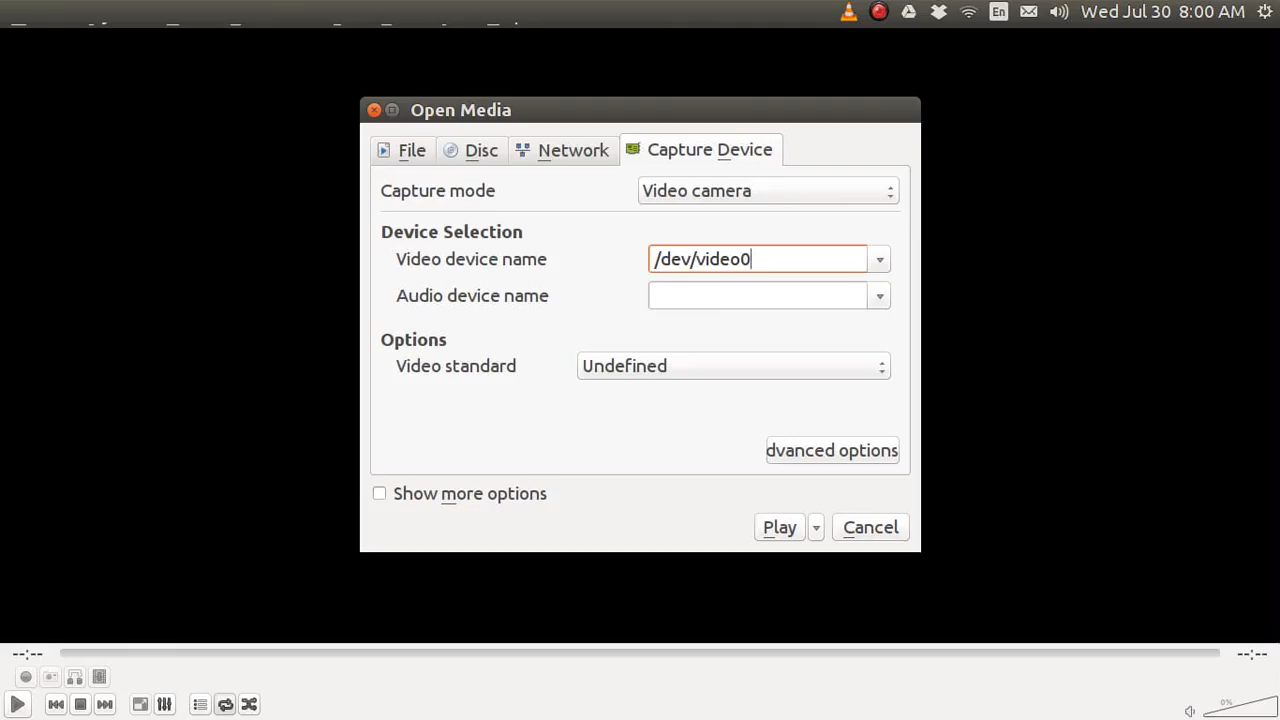 En Wed Jul 30 8:00 AM
Open Media
File Disc Network Capture Device
Capture mode Video camera
Device Selection
Video device name /dev/video0
Audio device name
Options
Video standard Undefined
dvanced options
Show more options
Play Cancel
--:-- --:--
0%